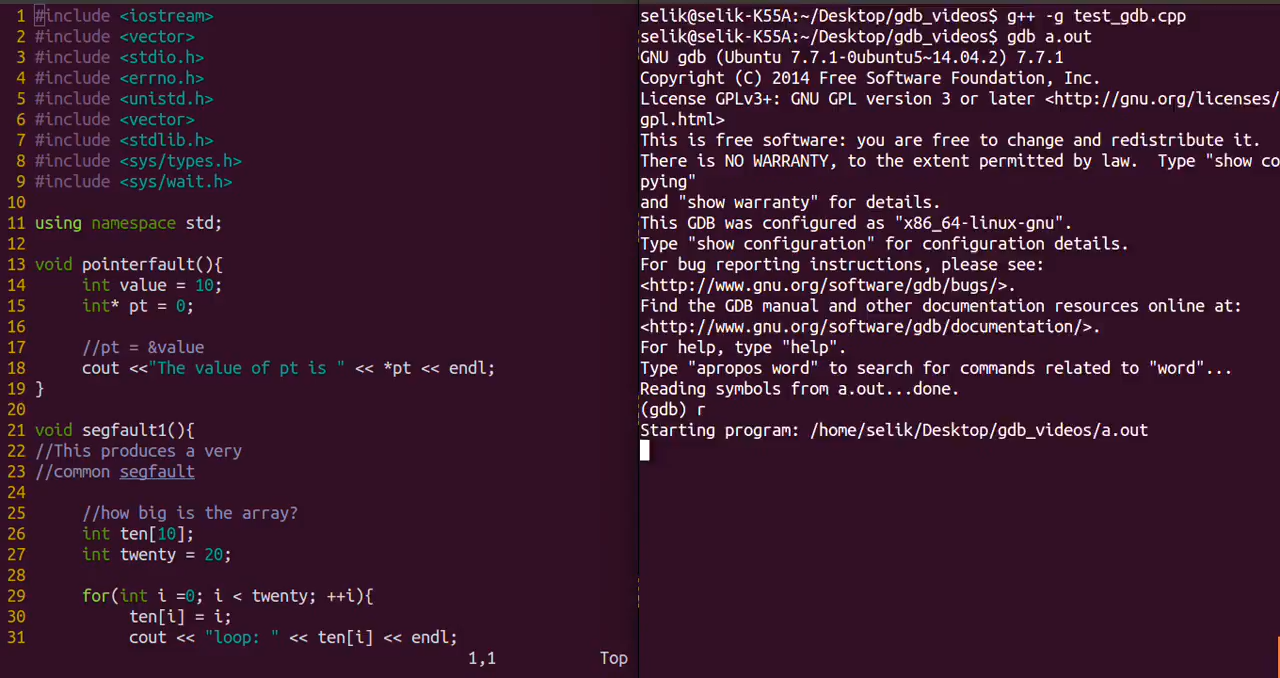 1 #include <iostream>
2 #include <vector>
3 #include <stdio.h>
4 #include <errno.h>
5 #include <unistd.h>
6 #include <vector>
7 #include <stdlib.h>
8 #include <sys/types.h>
9 #include <sys/wait.h>
10
11 using namespace std;
12
13 void pointerfault(){
14     int value = 10;
15     int* pt = 0;
16
17     //pt = &value
18     cout <<"The value of pt is " << *pt << endl;
19 }
20
21 void segfault1(){
22 //This produces a very
23 //common segfault
24
25     //how big is the array?
26     int ten[10];
27     int twenty = 20;
28
29     for(int i =0; i < twenty; ++i){
30         ten[i] = i;
31         cout << "loop: " << ten[i] << endl;
1,1 Top
selik@selik-K55A:~/Desktop/gdb_videos$ g++ -g test_gdb.cpp
selik@selik-K55A:~/Desktop/gdb_videos$ gdb a.out
GNU gdb (Ubuntu 7.7.1-0ubuntu5~14.04.2) 7.7.1
Copyright (C) 2014 Free Software Foundation, Inc.
License GPLv3+: GNU GPL version 3 or later <http://gnu.org/licenses/
gpl.html>
This is free software: you are free to change and redistribute it.
There is NO WARRANTY, to the extent permitted by law.  Type "show co
pying"
and "show warranty" for details.
This GDB was configured as "x86_64-linux-gnu".
Type "show configuration" for configuration details.
For bug reporting instructions, please see:
<http://www.gnu.org/software/gdb/bugs/>.
Find the GDB manual and other documentation resources online at:
<http://www.gnu.org/software/gdb/documentation/>.
For help, type "help".
Type "apropos word" to search for commands related to "word"...
Reading symbols from a.out...done.
(gdb) r
Starting program: /home/selik/Desktop/gdb_videos/a.out